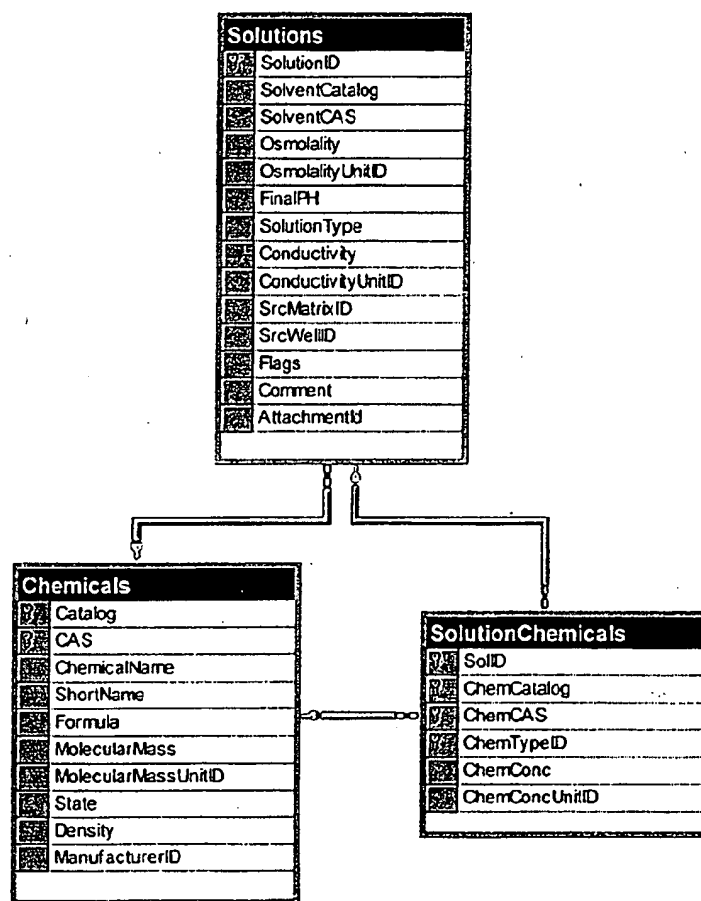 Solutions
SolutionID
SolventCatalog
SolventCAS
Osmolality
OsmolalityUnitID
FinalPH
SolutionType
Conductivity
ConductivityUnitID
SrcMatrixID
SrcWellID
Flags
Comment
AttachmentId
Chemicals
Catalog
CAS
ChemicalName
ShortName
Formula
MolecularMass
MolecularMassUnitID
State
Density
ManufacturerID
SolutionChemicals
SolID
ChemCatalog
ChemCAS
ChemTypeID
ChemConc
ChemConcUnitID